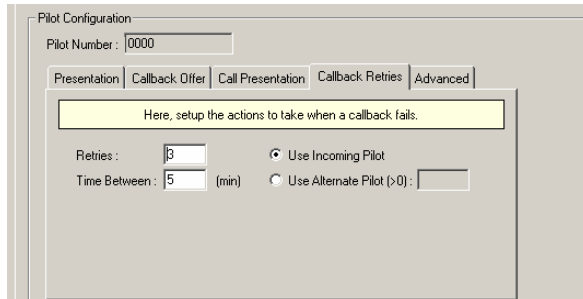 Pilot Configuration
Pilot Number : 0000
Presentation Callback Offer Call Presentation Callback Retries Advanced
Here, setup the actions to take when a callback fails.
Retries : 3 Use Incoming Pilot
Time Between : 5 (min) Use Alternate Pilot (>0) :